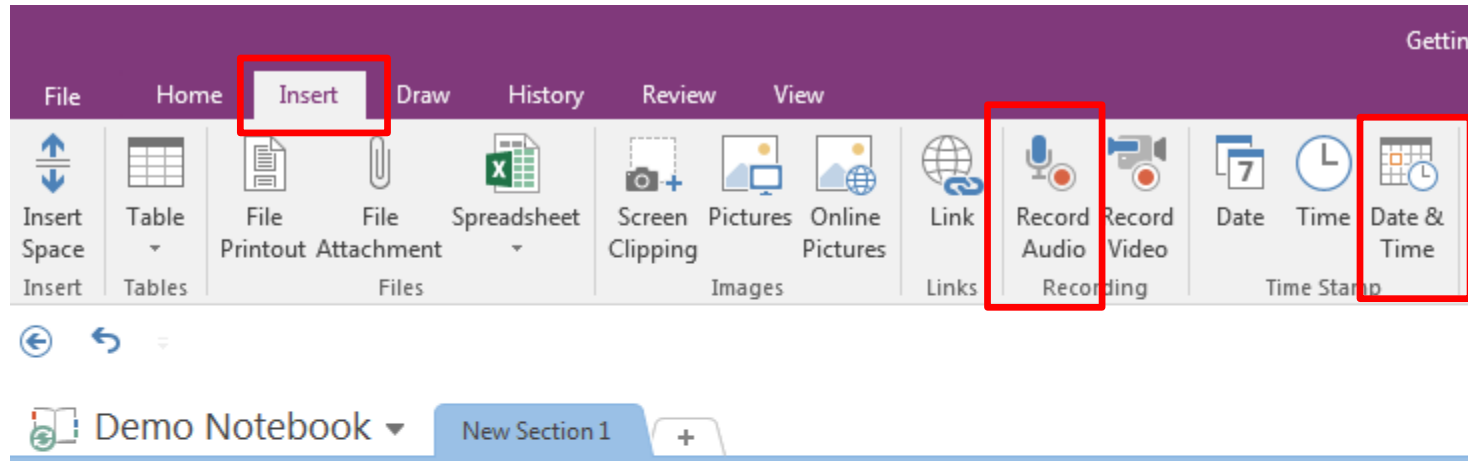 Gettin
File Home Insert Draw History Review View
7
Insert Space
Table
File Printout
File Attachment
Spreadsheet
Screen Clipping
Pictures
Online Pictures
Link
Record Audio
Record Video
Date
Time
Date & Time
Insert Tables Files Images Links Recording Time Stamp
Demo Notebook New Section 1 +